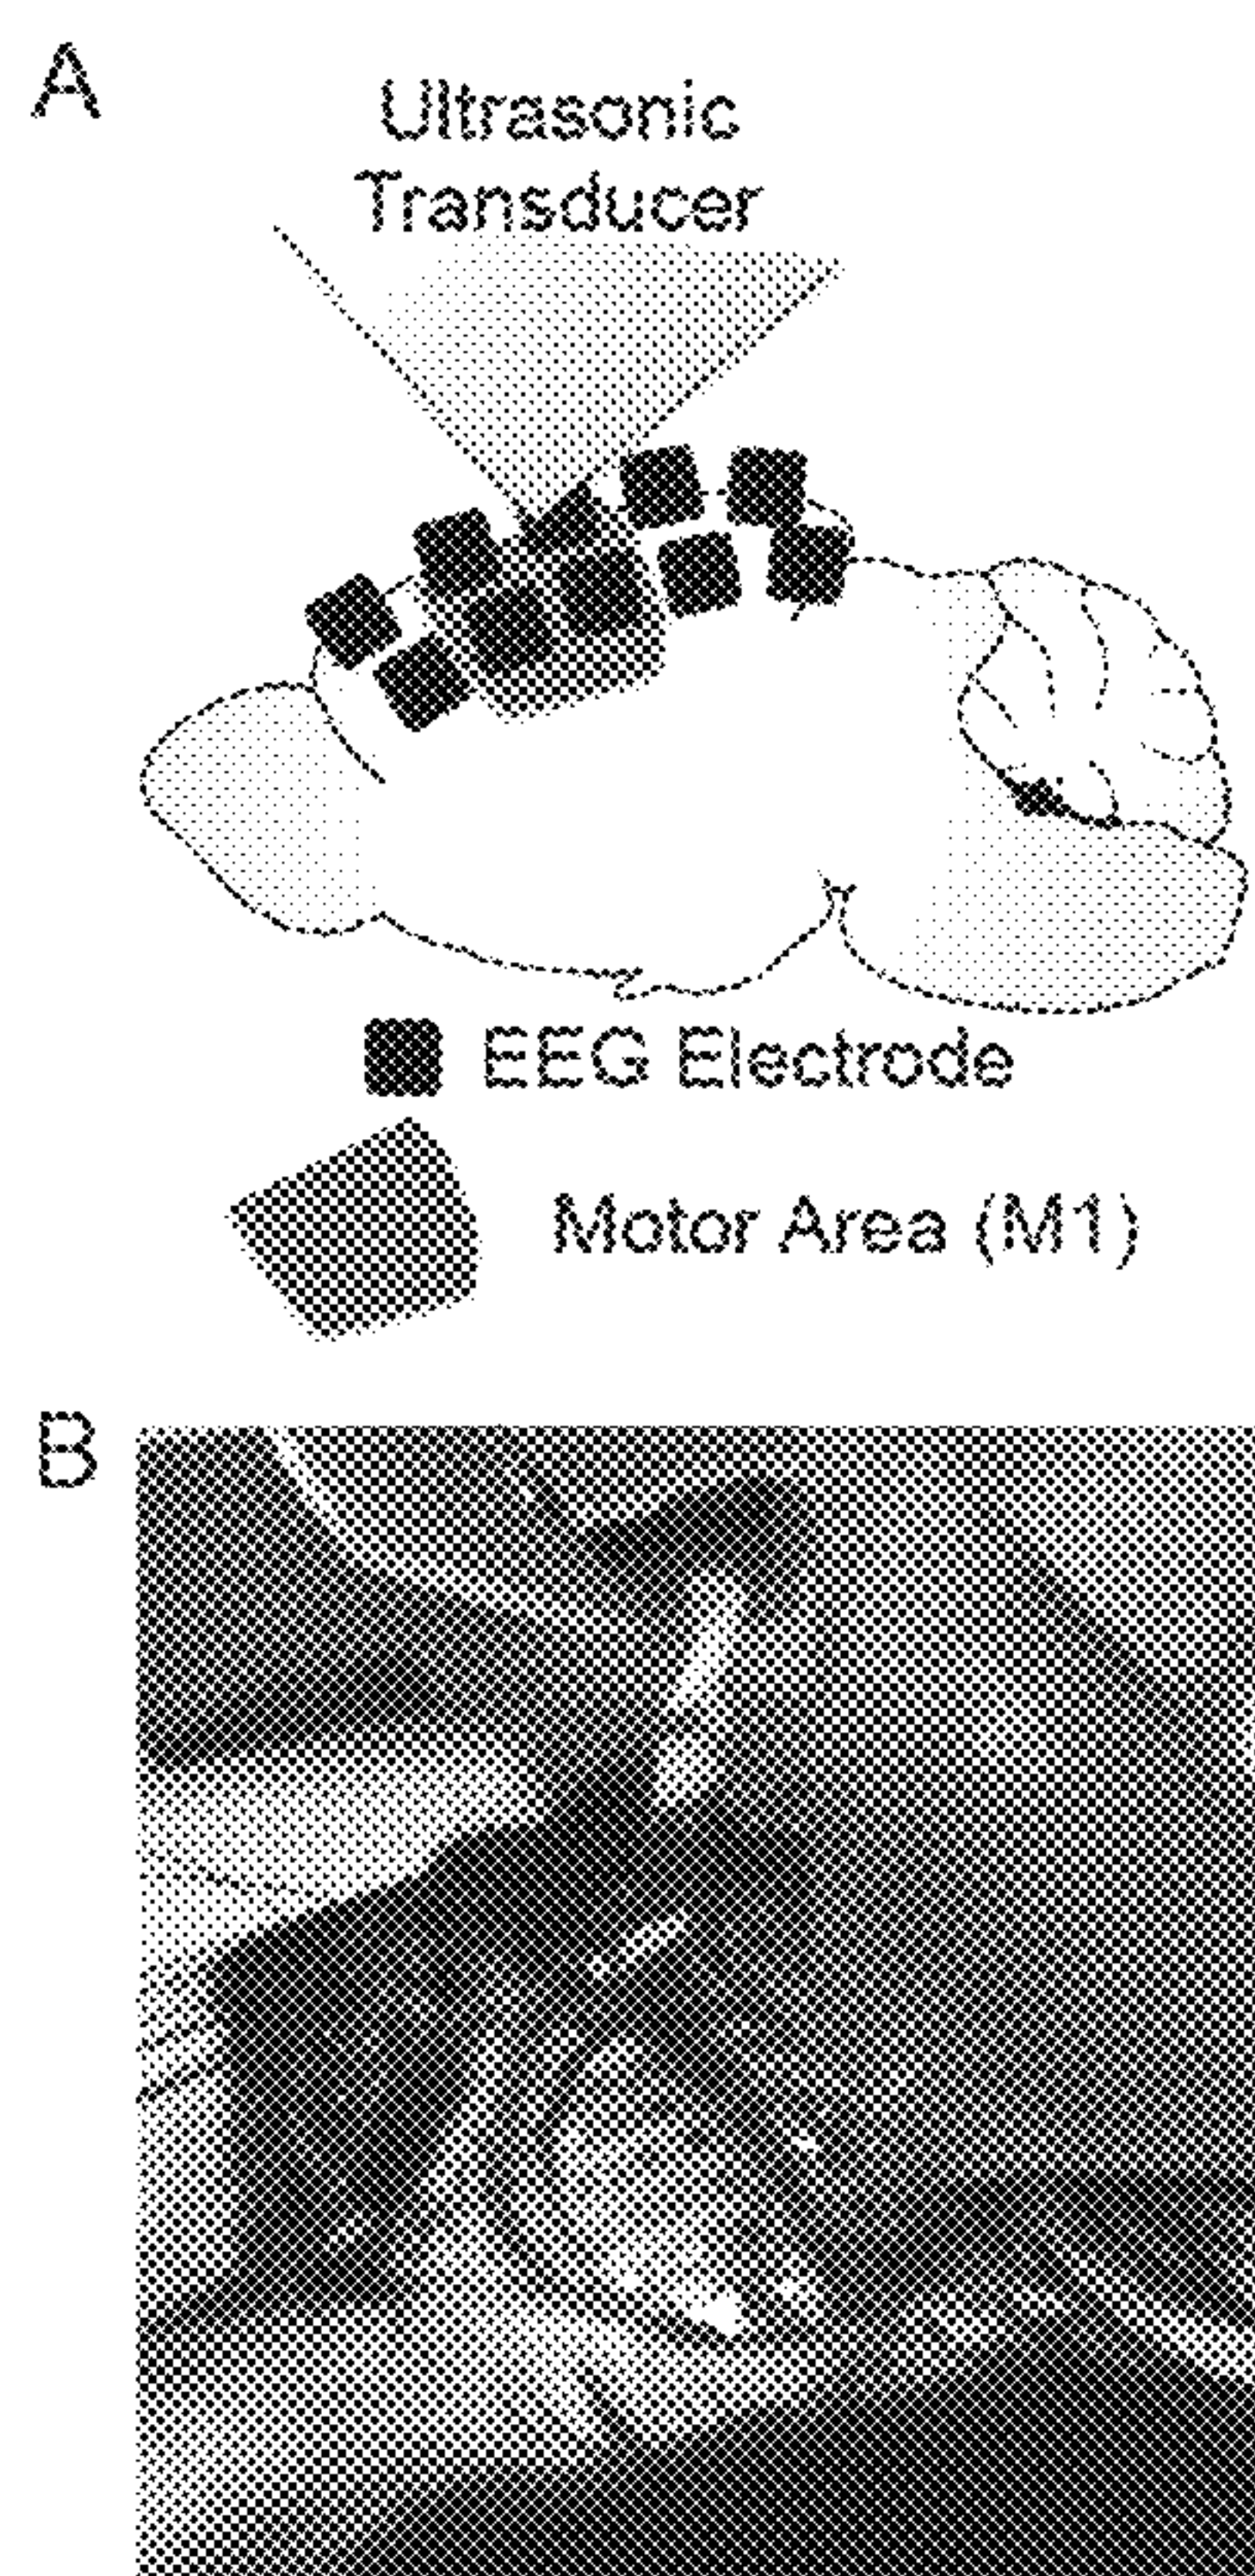 A
Ultrasonic
Transducer
EEG Electrode
Motor Area (M1)
B